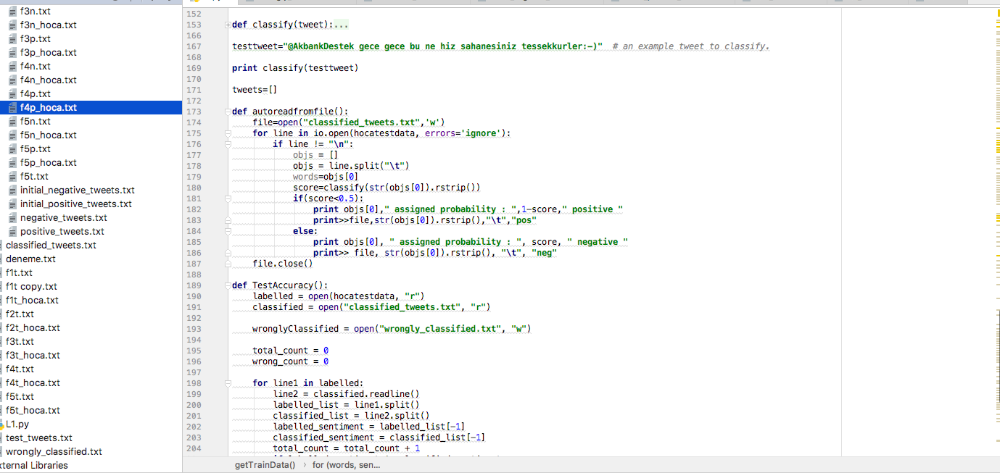 f3n.txt
f3n_hoca.txt
f3p.txt
f3p_hoca.txt
f4n.txt
f4n_hoca.txt
f4p.txt
f4p_hoca.txt
f5n.txt
f5n_hoca.txt
f5p.txt
f5p_hoca.txt
f5t.txt
initial_negative_tweets.txt
initial_positive_tweets.txt
negative_tweets.txt
positive_tweets.txt
classified_tweets.txt
deneme.txt
f1t.txt
f1t copy.txt
f1t_hoca.txt
f2t.txt
f2t_hoca.txt
f3t.txt
f3t_hoca.txt
f4t.txt
f4t_hoca.txt
f5t.txt
f5t_hoca.txt
L1.py
test_tweets.txt
wrongly_classified.txt
xternal Libraries
152
153 def classify(tweet):...
166
167 testtweet="@AkbankDestek gece gece bu ne hiz sahanesiniz tessekkurler:-)"  # an example tweet to classify.
168
169 print classify(testtweet)
170
171 tweets=[]
172
173 def autoreadfromfile():
174     file=open("classified_tweets.txt",'w')
175     for line in io.open(hocatestdata, errors='ignore'):
176         if line != "\n":
177             objs = []
178             objs = line.split("\t")
179             words=objs[0]
180             score=classify(str(objs[0]).rstrip())
181             if(score<0.5):
182                 print objs[0]," assigned probability : ",1-score," positive "
183                 print>>file,str(objs[0]).rstrip(),"\t","pos"
184             else:
185                 print objs[0], " assigned probability : ", score, " negative "
186                 print>> file, str(objs[0]).rstrip(), "\t", "neg"
187     file.close()
188
189 def TestAccuracy():
190     labelled = open(hocatestdata, "r")
191     classified = open("classified_tweets.txt", "r")
192
193     wronglyClassified = open("wrongly_classified.txt", "w")
194
195     total_count = 0
196     wrong_count = 0
197
198     for line1 in labelled:
199         line2 = classified.readline()
200         labelled_list = line1.split()
201         classified_list = line2.split()
202         labelled_sentiment = labelled_list[-1]
203         classified_sentiment = classified_list[-1]
204         total_count = total_count + 1
getTrainData() › for (words, sen...